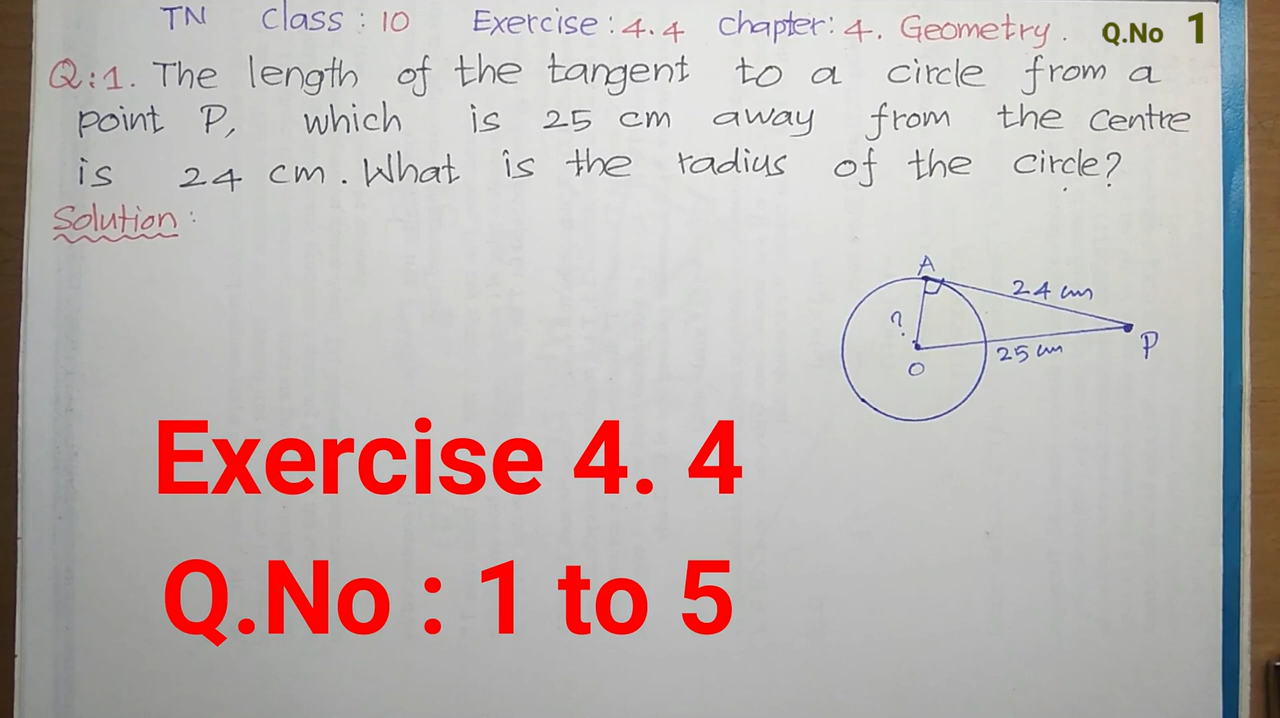 TN Class : 10 Exercise : 4.4 Chapter: 4. Geometry. Q.No 1
Q:1. The length of the tangent to a circle from a
point P, which is 25 cm away from the centre
is 24 cm. What is the radius of the circle?
Solution :
A
24 cm
?
P
25 cm
O
Exercise 4. 4
Q.No : 1 to 5